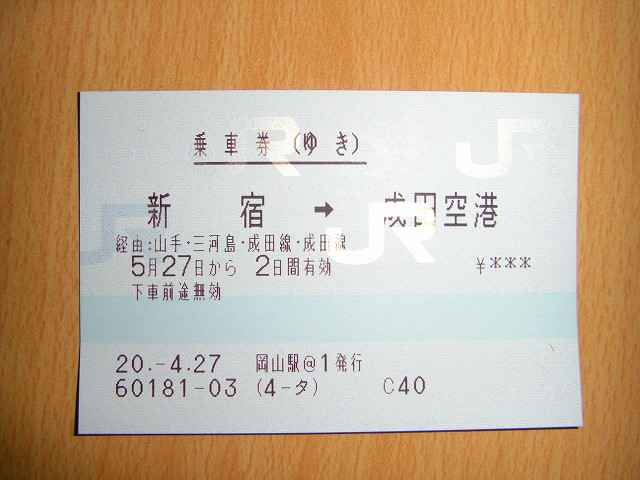 乗車券(ゆき)
新宿 → 成田空港
経由:山手・三河島・成田線・成田線
5月27日から 2日間有効 ¥***
下車前途無効
20.-4.27 岡山駅@1発行
60181-03 (4-タ) C40